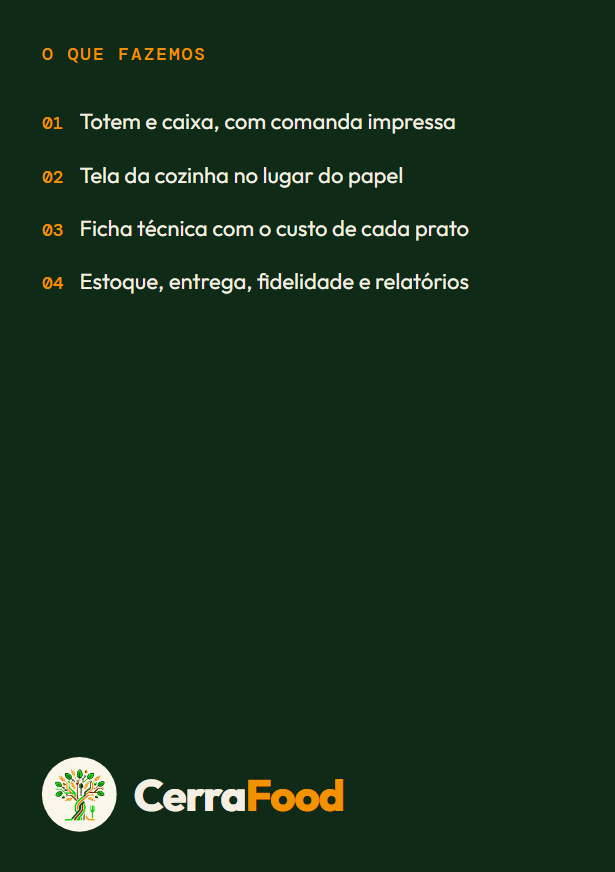 O QUE FAZEMOS
01 Totem e caixa, com comanda impressa
02 Tela da cozinha no lugar do papel
03 Ficha técnica com o custo de cada prato
04 Estoque, entrega, fidelidade e relatórios
CerraFood